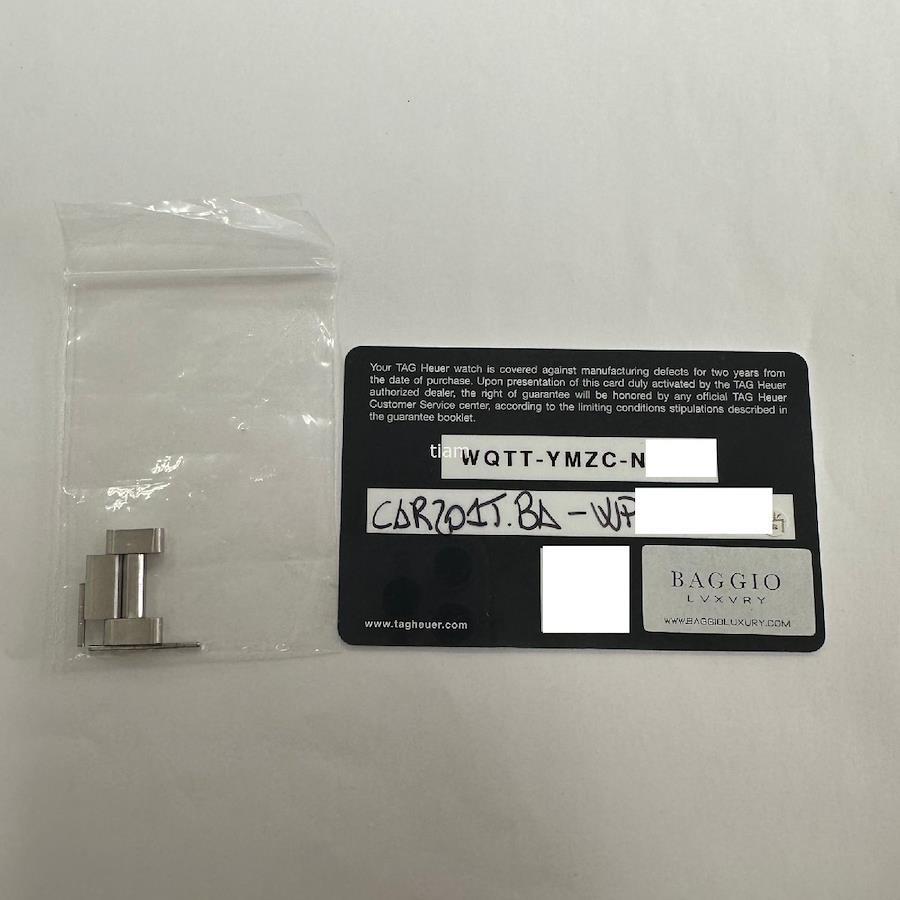 Your TAG Heuer watch is covered against manufacturing defects for two years from
the date of purchase. Upon presentation of this card duly activated by the TAG Heuer
authorized dealer, the right of guarantee will be honored by any official TAG Heuer
Customer Service center, according to the limiting conditions stipulations described in
the guarantee booklet.
tiam
WQTT-YMZC-N
CAR201T.BA-WP
www.tagheuer.com
BAGGIO
LVXVRY
WWW.BAGGIOLUXURY.COM